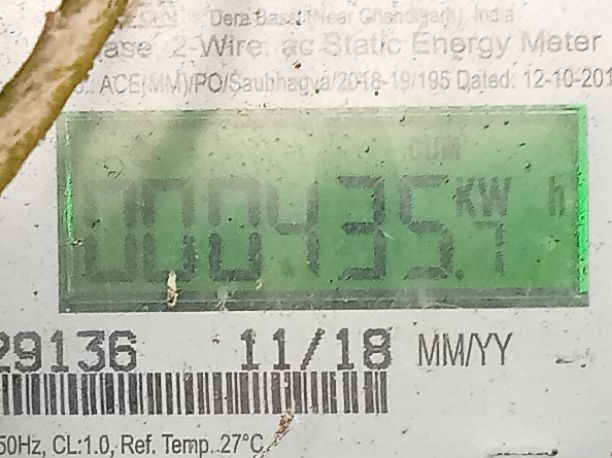 Dera Bassi (Near Chandigarh), India
ase, 2-Wire, ac Static Energy Meter
ACE(MM)/PO/Saubhagya/2018-19/195 Dated: 12-10-201
CUM
000435.7 KW h
29136 11/18 MM/YY
50Hz, CL:1.0, Ref. Temp. 27°C